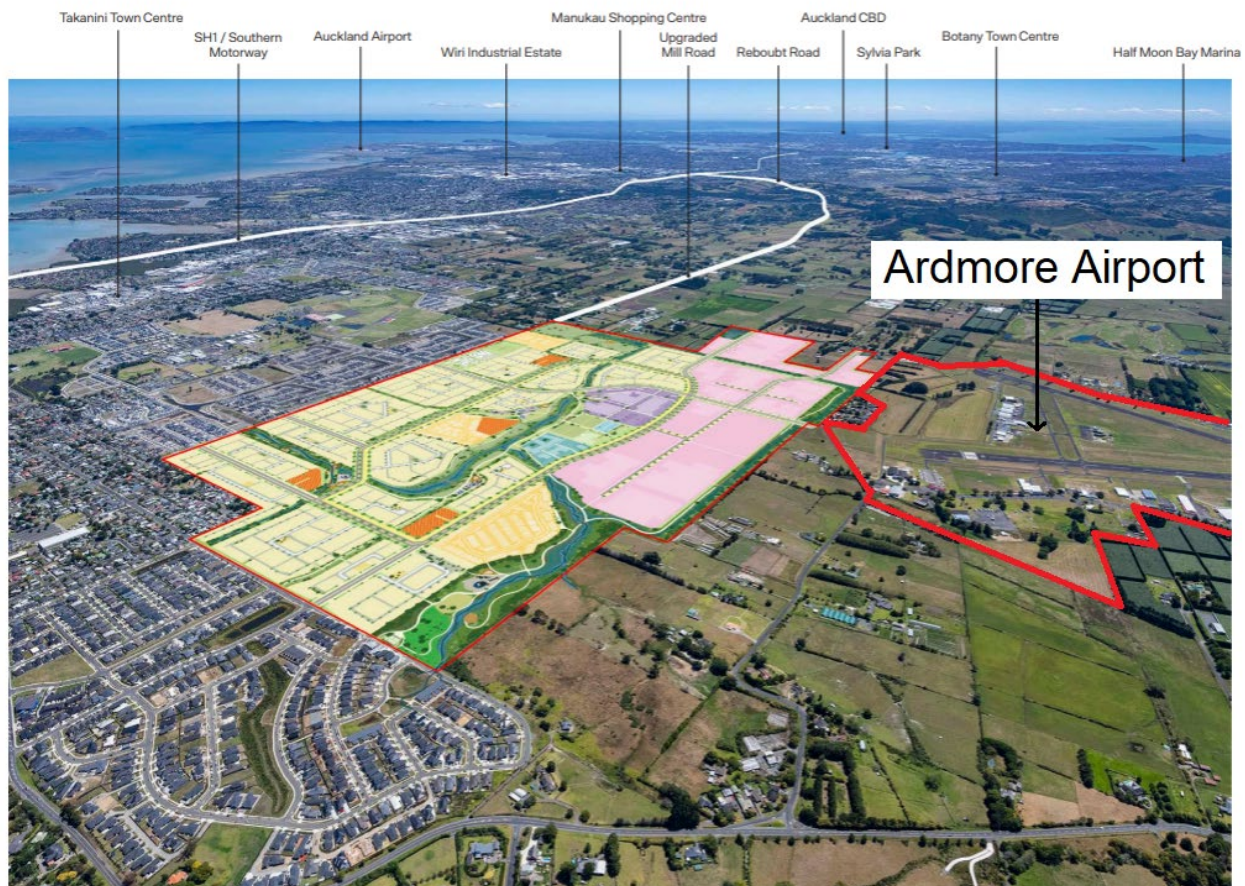 Takanini Town Centre
SH1 / Southern
Motorway
Auckland Airport
Wiri Industrial Estate
Manukau Shopping Centre
Upgraded
Mill Road
Reboubt Road
Auckland CBD
Sylvia Park
Botany Town Centre
Half Moon Bay Marina
Ardmore Airport